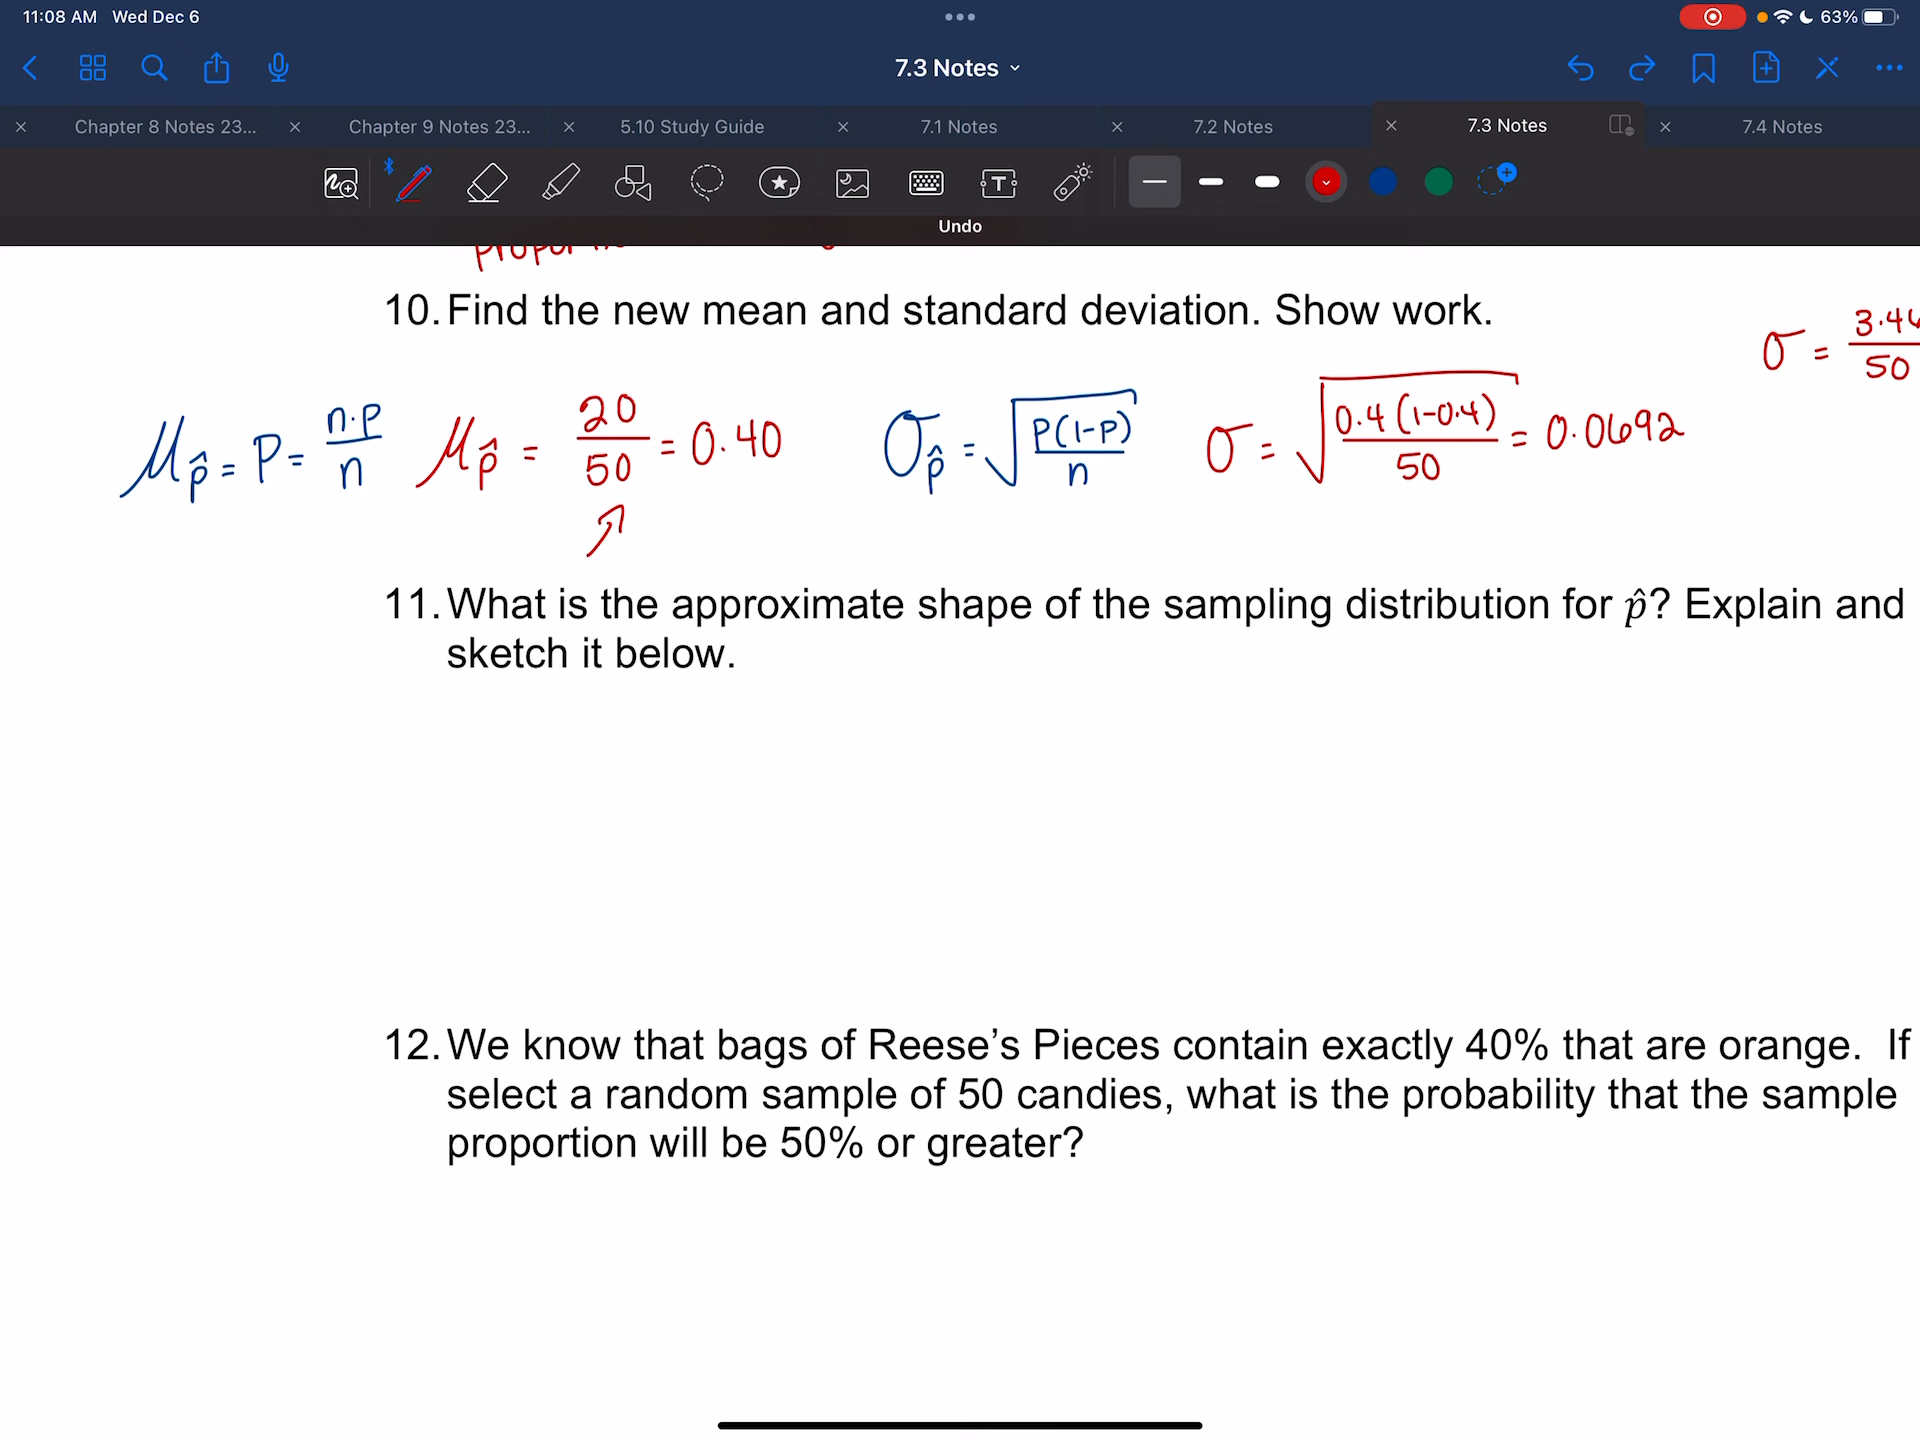 11:08 AM Wed Dec 6
63%
7.3 Notes
Chapter 8 Notes 23...
Chapter 9 Notes 23...
5.10 Study Guide
7.1 Notes
7.2 Notes
7.3 Notes
7.4 Notes
Undo
10. Find the new mean and standard deviation. Show work.
σ = 3.46/50
μp̂ = P = n·p/n
μp̂ = 20/50 = 0.40
σp̂ = √(P(1-P)/n)
σ = √(0.4(1-0.4)/50) = 0.0692
11. What is the approximate shape of the sampling distribution for p̂? Explain and
sketch it below.
12. We know that bags of Reese’s Pieces contain exactly 40% that are orange. If
select a random sample of 50 candies, what is the probability that the sample
proportion will be 50% or greater?